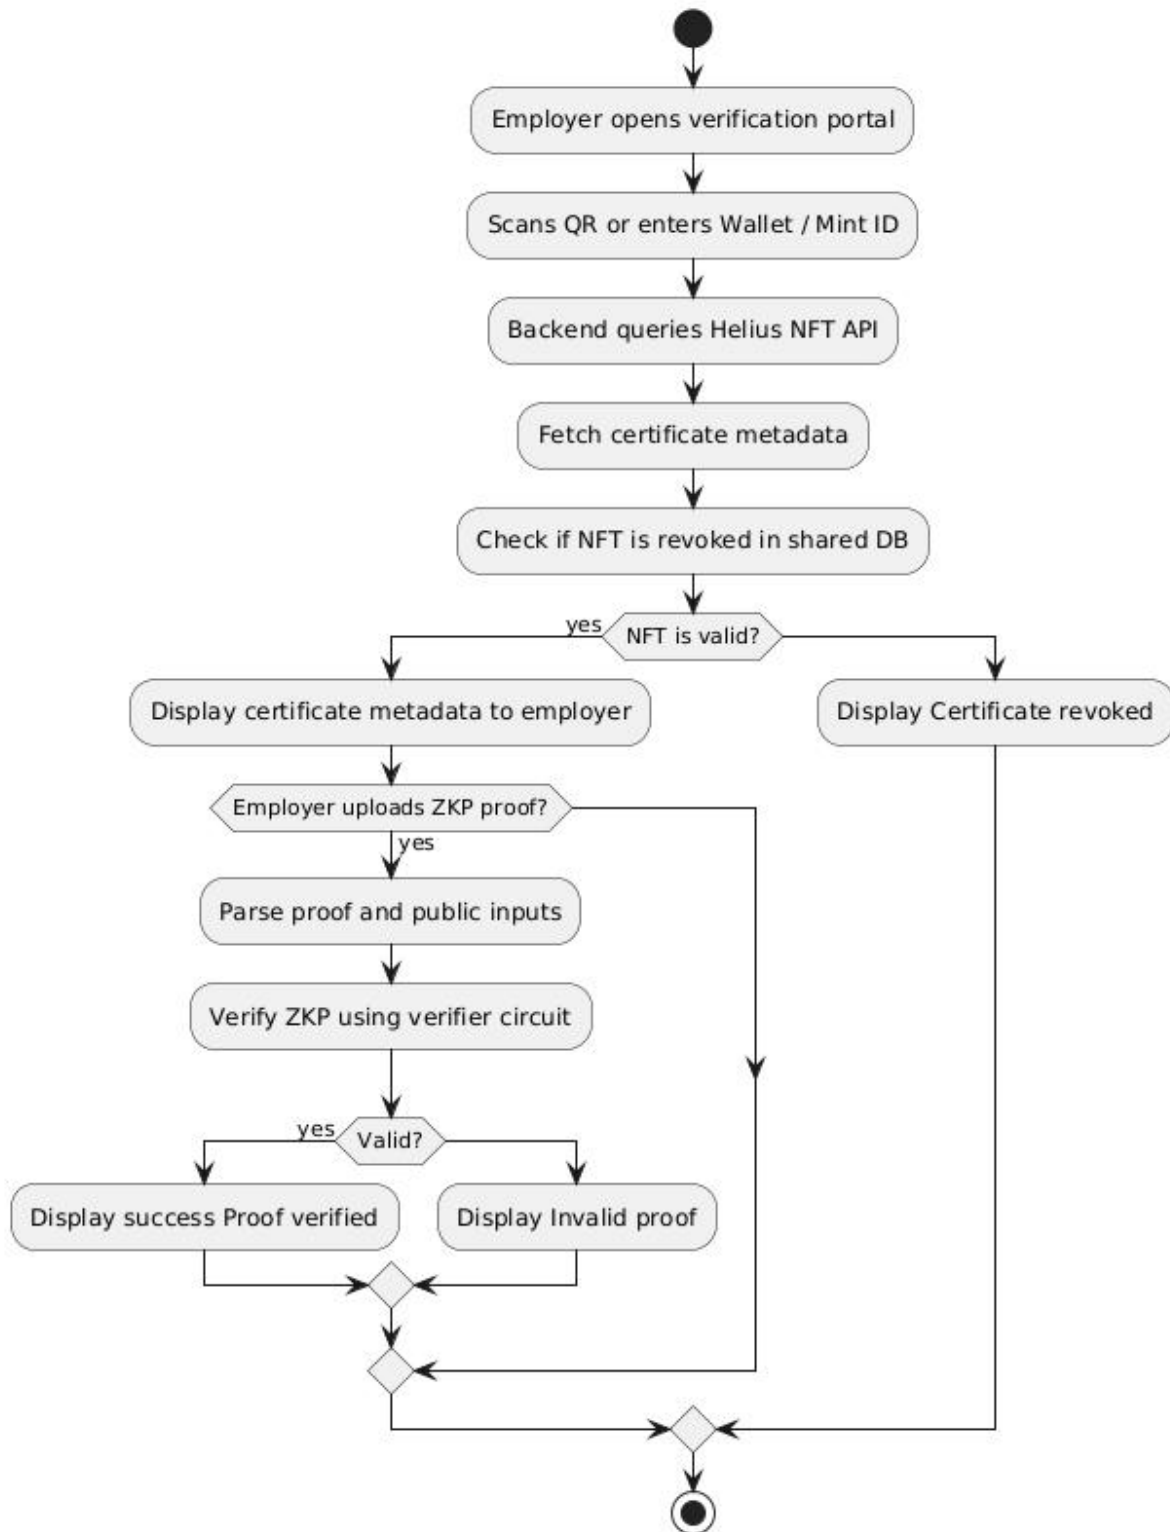 Employer opens verification portal
Scans QR or enters Wallet / Mint ID
Backend queries Helius NFT API
Fetch certificate metadata
Check if NFT is revoked in shared DB
yes
NFT is valid?
Display certificate metadata to employer
Display Certificate revoked
Employer uploads ZKP proof?
yes
Parse proof and public inputs
Verify ZKP using verifier circuit
yes
Valid?
Display success Proof verified
Display Invalid proof